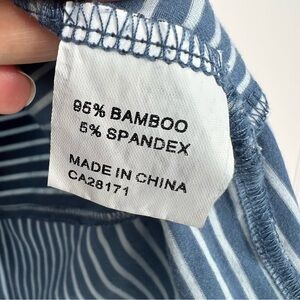 95% BAMBOO
5% SPANDEX
MADE IN CHINA
CA28171